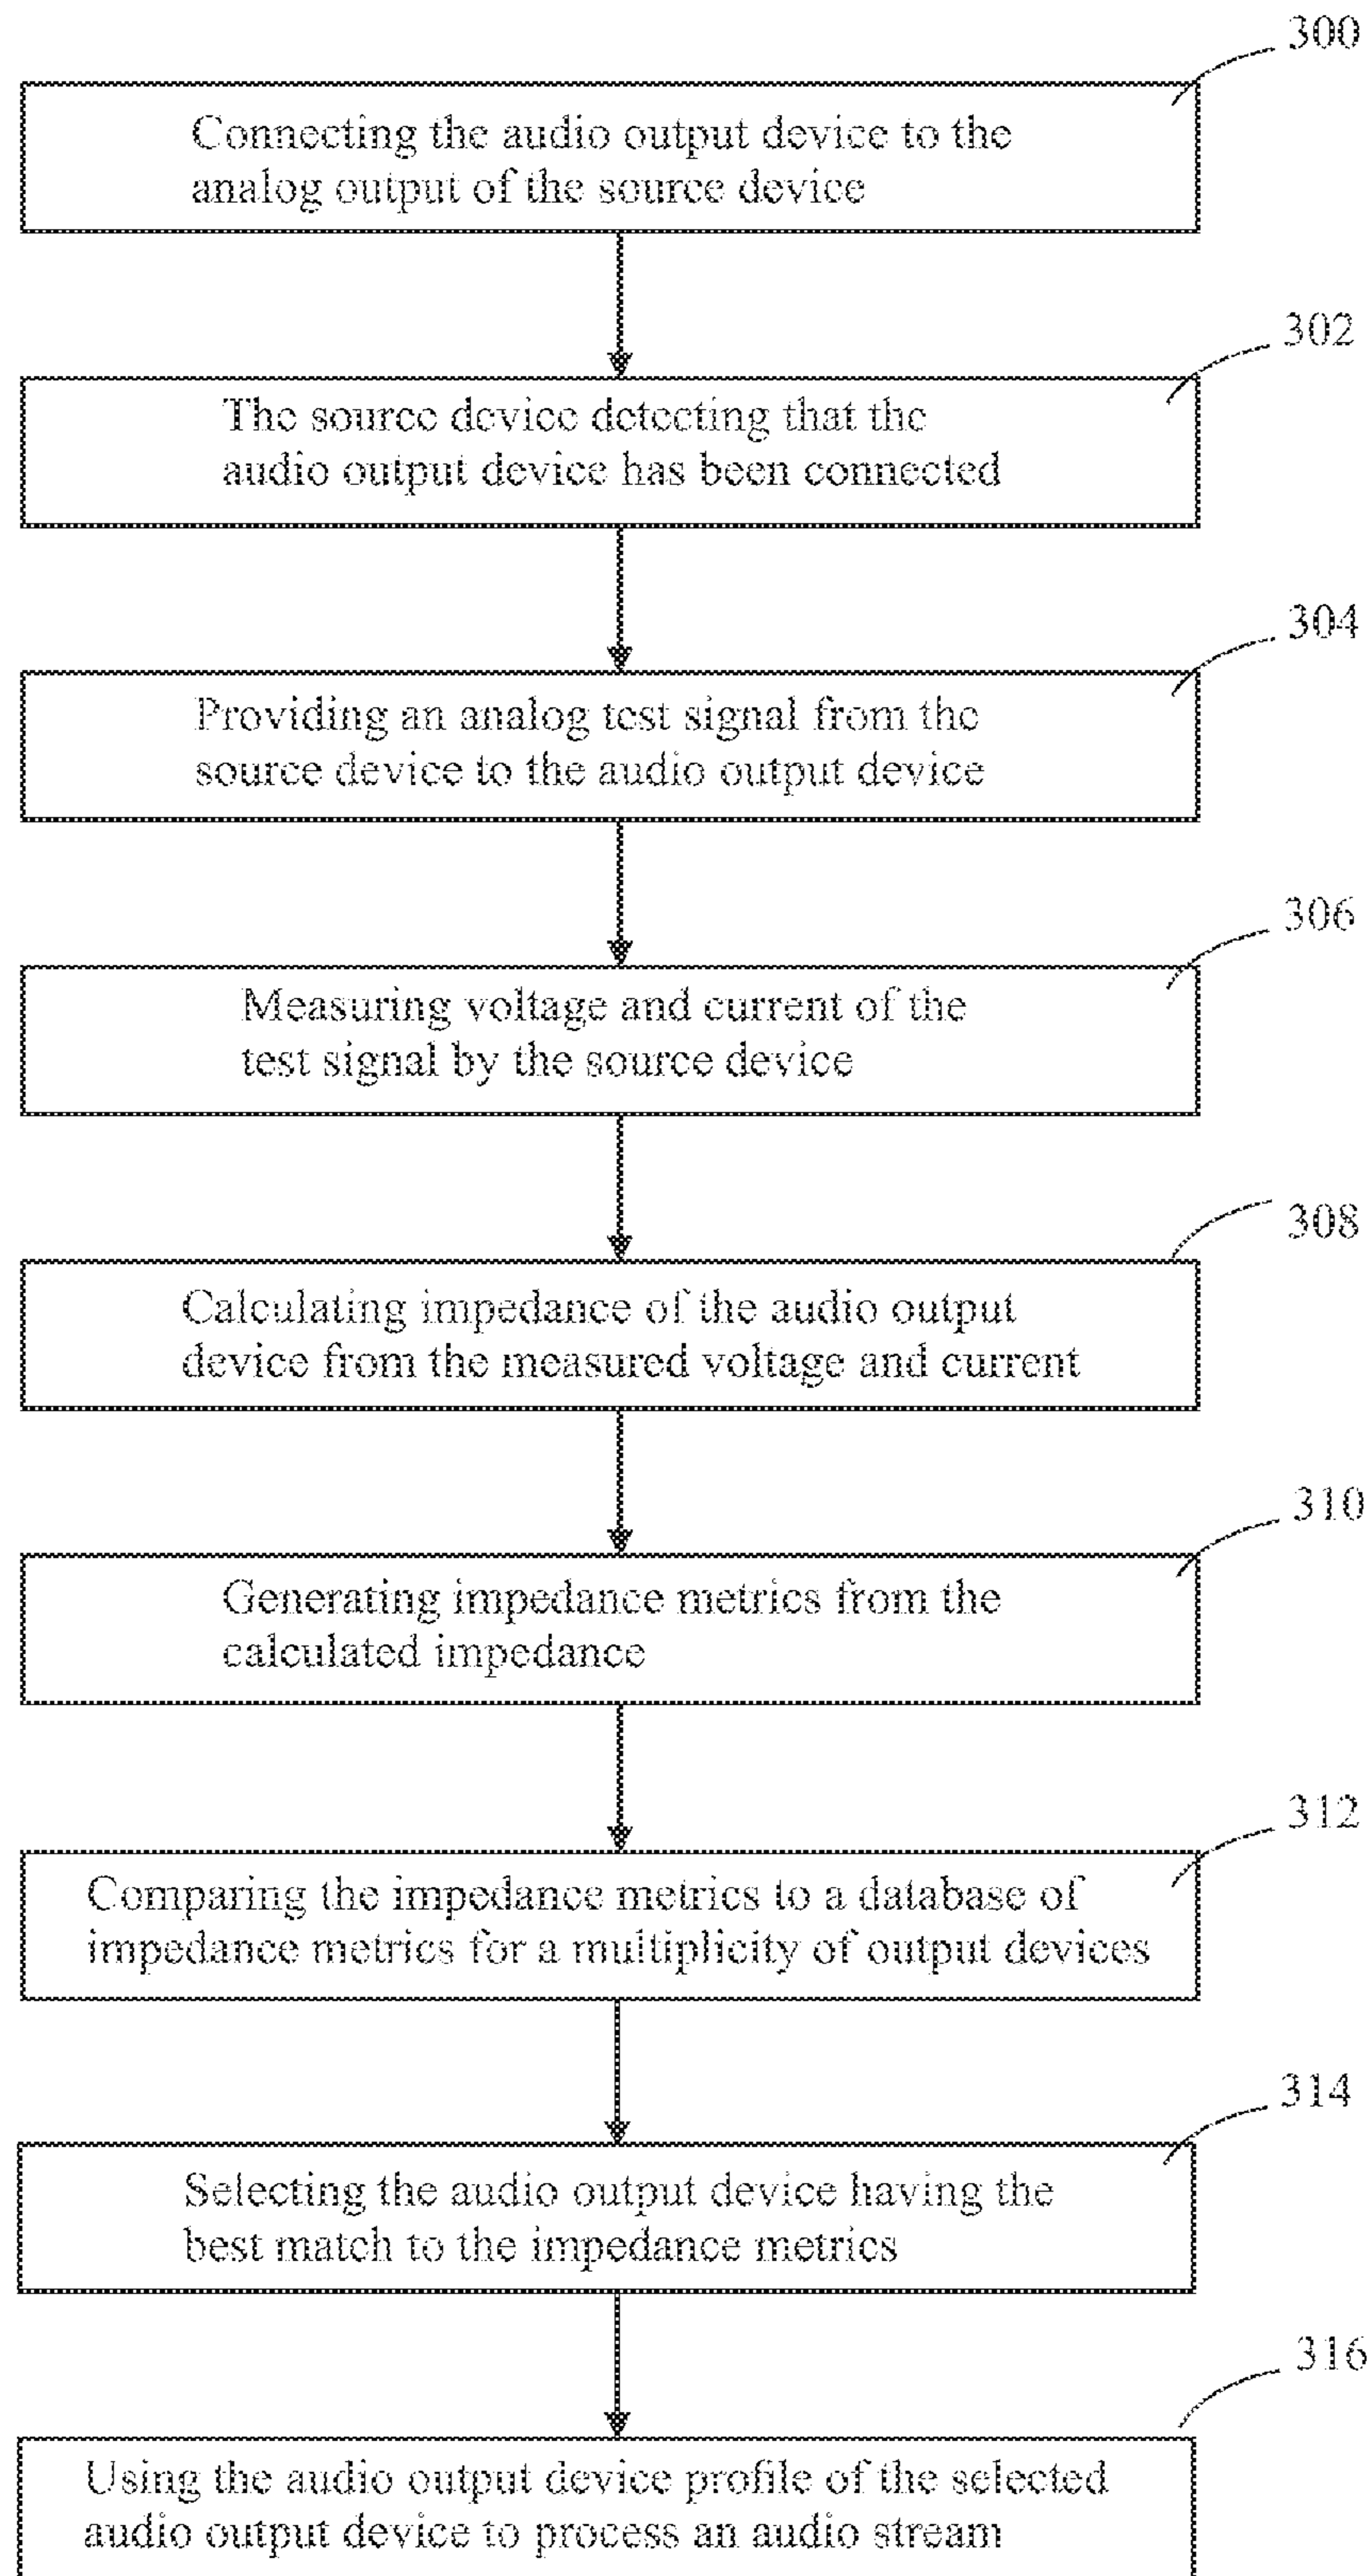 300
Connecting the audio output device to the
analog output of the source device
302
The source device detecting that the
audio output device has been connected
304
Providing an analog test signal from the
source device to the audio output device
306
Measuring voltage and current of the
test signal by the source device
308
Calculating impedance of the audio output
device from the measured voltage and current
310
Generating impedance metrics from the
calculated impedance
312
Comparing the impedance metrics to a database of
impedance metrics for a multiplicity of output devices
314
Selecting the audio output device having the
best match to the impedance metrics
316
Using the audio output device profile of the selected
audio output device to process an audio stream